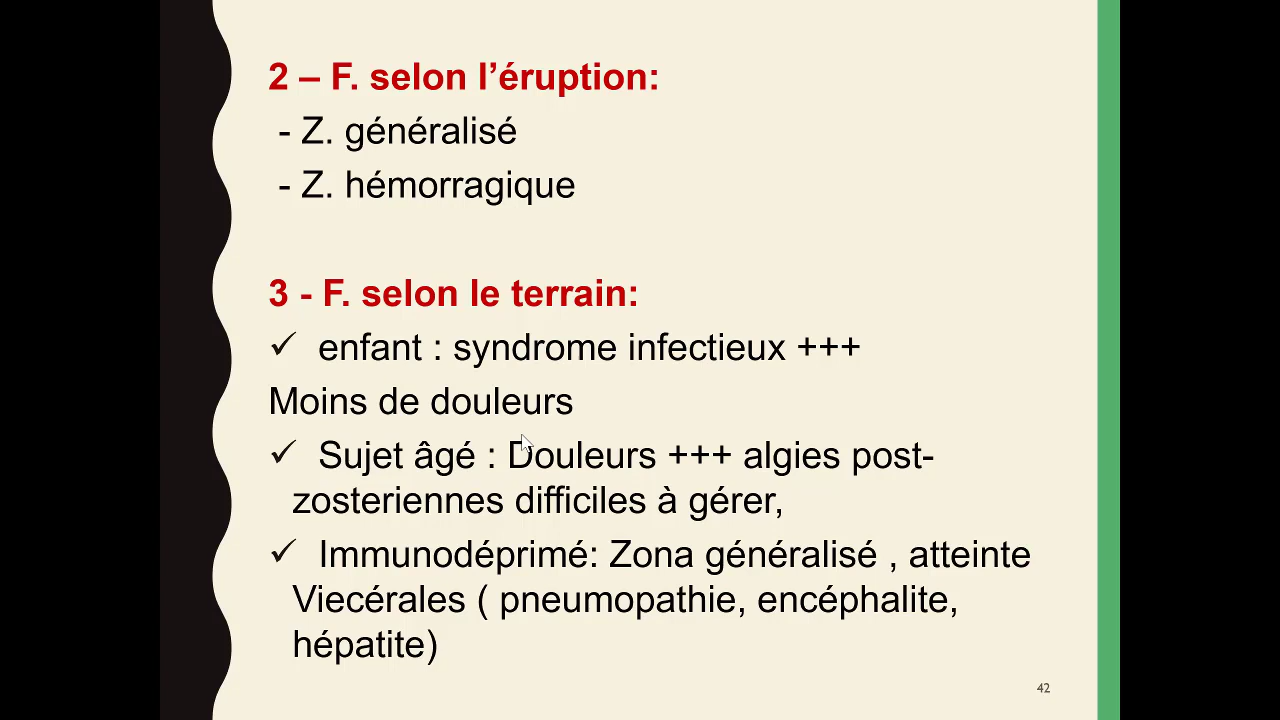 2 – F. selon l’éruption:
- Z. généralisé
- Z. hémorragique
3 - F. selon le terrain:
✓ enfant : syndrome infectieux +++
Moins de douleurs
✓ Sujet âgé : Douleurs +++ algies post-
zosteriennes difficiles à gérer,
✓ Immunodéprimé: Zona généralisé , atteinte
Viecérales ( pneumopathie, encéphalite,
hépatite)
42